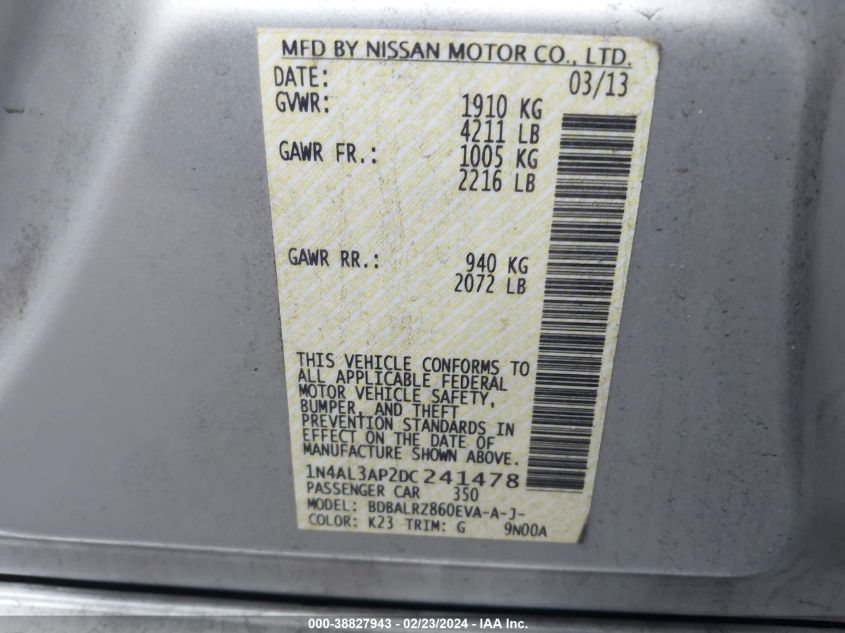 MFD BY NISSAN MOTOR CO., LTD.
DATE: 03/13
GVWR: 1910 KG
4211 LB
GAWR FR.: 1005 KG
2216 LB
GAWR RR.: 940 KG
2072 LB
THIS VEHICLE CONFORMS TO
ALL APPLICABLE FEDERAL
MOTOR VEHICLE SAFETY,
BUMPER, AND THEFT
PREVENTION STANDARDS IN
EFFECT ON THE DATE OF
MANUFACTURE SHOWN ABOVE.
1N4AL3AP2DC241478
PASSENGER CAR 350
MODEL: BDBALRZ860EVA-A-J-
COLOR: K23 TRIM: G 9N00A
000-38827943 - 02/23/2024 - IAA Inc.